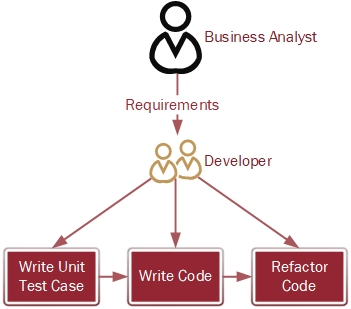 Business Analyst
Requirements
Developer
Write Unit
Test Case
Write Code
Refactor
Code